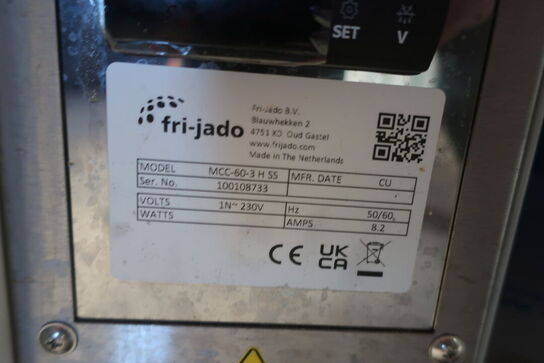 SET
V
fri-jado
Fri-Jado B.V.
Blauwhekken 2
4751 XD Oud Gastel
www.frijado.com
Made in The Netherlands
MODEL MCC-60-3 H SS MFR. DATE CU
Ser. No. 100108733
VOLTS 1N~ 230V Hz 50/60
WATTS AMPS 8.2
CE UK
CA